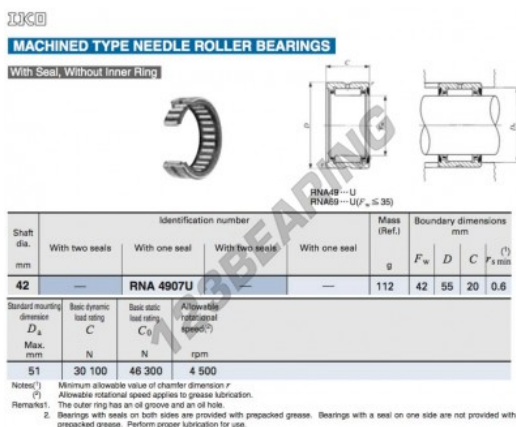 IKO
MACHINED TYPE NEEDLE ROLLER BEARINGS
With Seal, Without Inner Ring
C
D
Fw
Da
RNA49···U
RNA69···U(Fw≦35)
Shaft dia. mm
Identification number
With two seals
With one seal
With two seals
With one seal
Mass (Ref.) g
Boundary dimensions mm
Fw D C rs min(1)
42 — RNA 4907U — — 112 42 55 20 0.6
Standard mounting dimension Da Max. mm
Basic dynamic load rating C N
Basic static load rating C0 N
Allowable rotational speed(2) rpm
51 30 100 46 300 4 500
Notes(1) Minimum allowable value of chamfer dimension r
(2) Allowable rotational speed applies to grease lubrication.
Remarks1. The outer ring has an oil groove and an oil hole.
2. Bearings with seals on both sides are provided with prepacked grease. Bearings with a seal on one side are not provided with
prepacked grease. Perform proper lubrication for use.
123BEARING